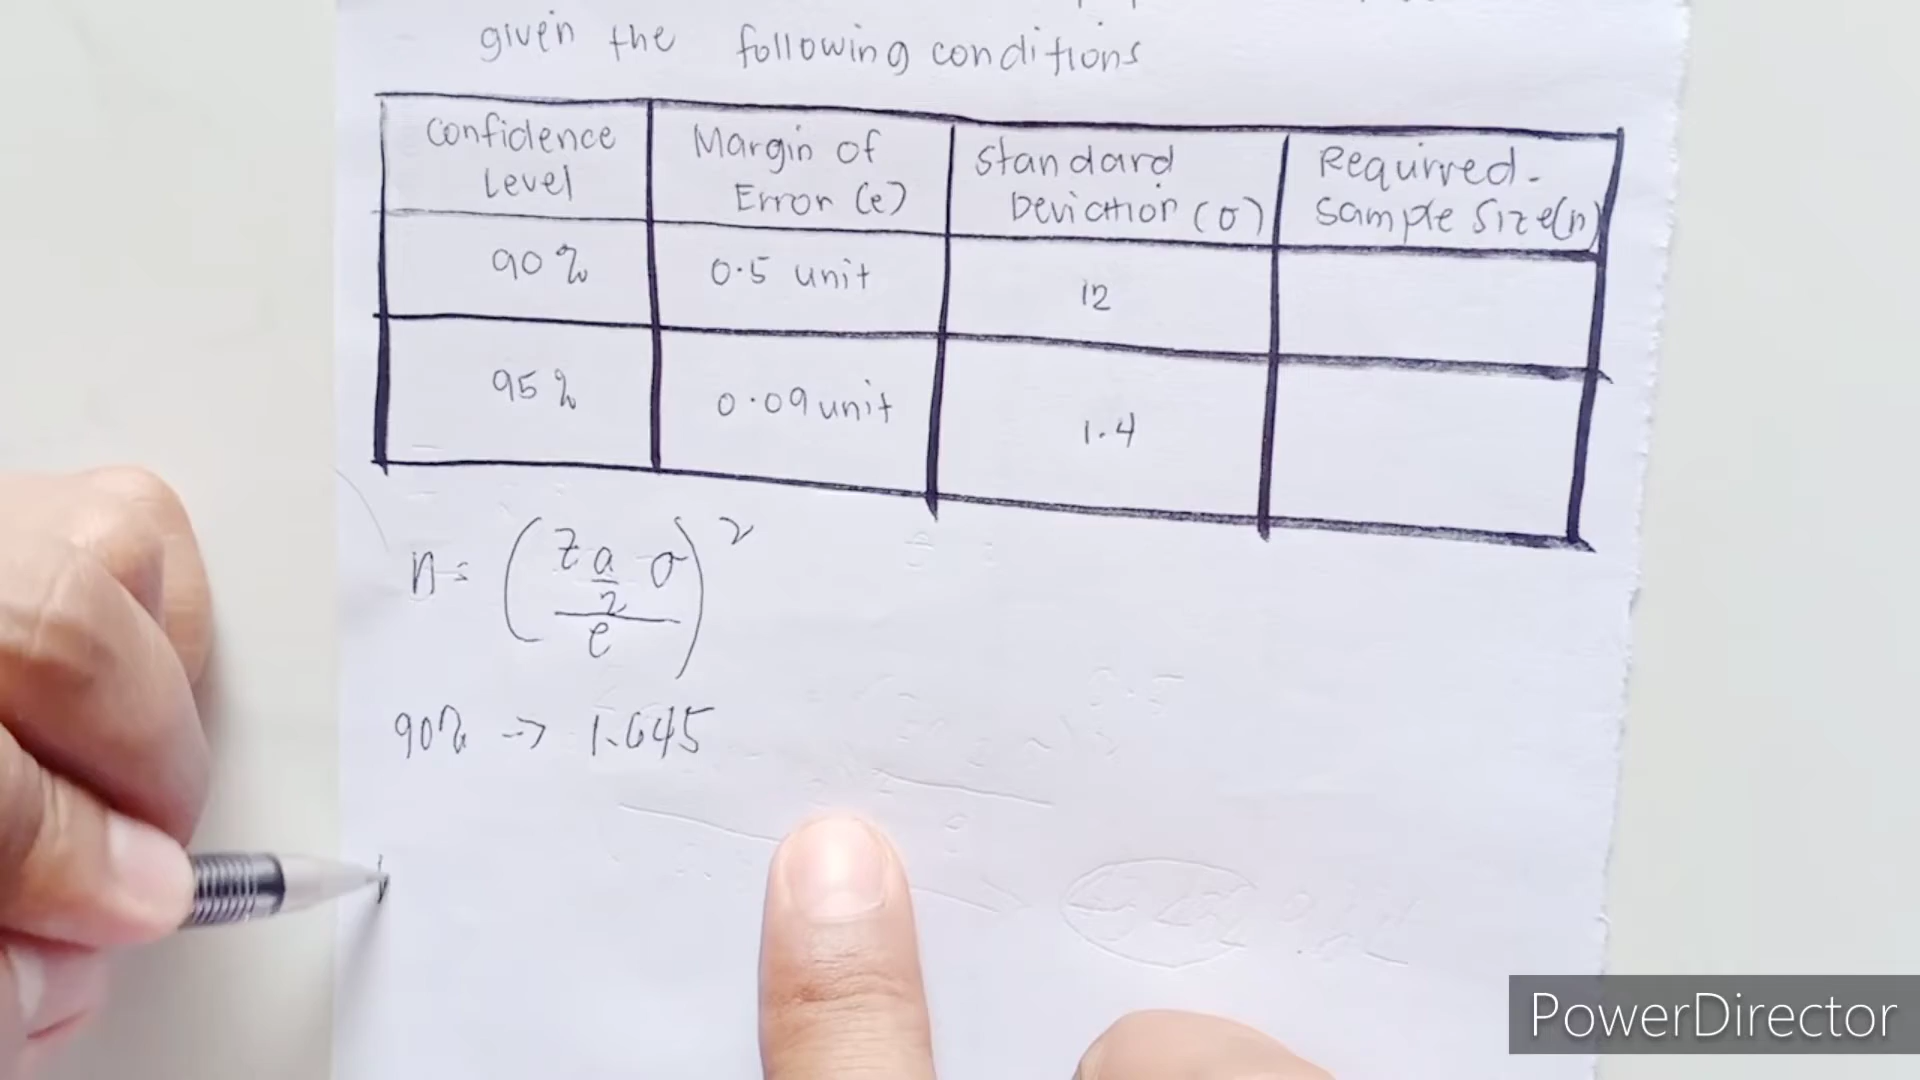 given the following conditions
Confidence Level
Margin of Error (e)
Standard Deviation (σ)
Requirred-Sample Size(n)
90%
0.5 unit
12
95%
0.09 unit
1.4
n= (Z a/2 σ / e)²
90% -> 1.645
PowerDirector